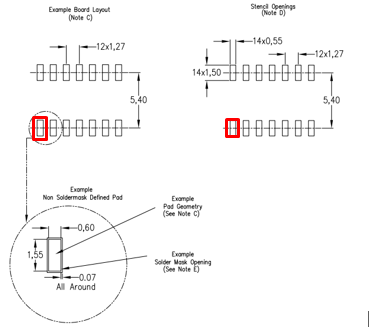 Example Board Layout
(Note C)
12x1,27
5,40
Stencil Openings
(Note D)
14x0,55
12x1,27
14x1,50
5,40
Example
Non Soldermask Defined Pad
Example
Pad Geometry
(See Note C)
0,60
1,55
Example
Solder Mask Opening
(See Note E)
0.07
All Around